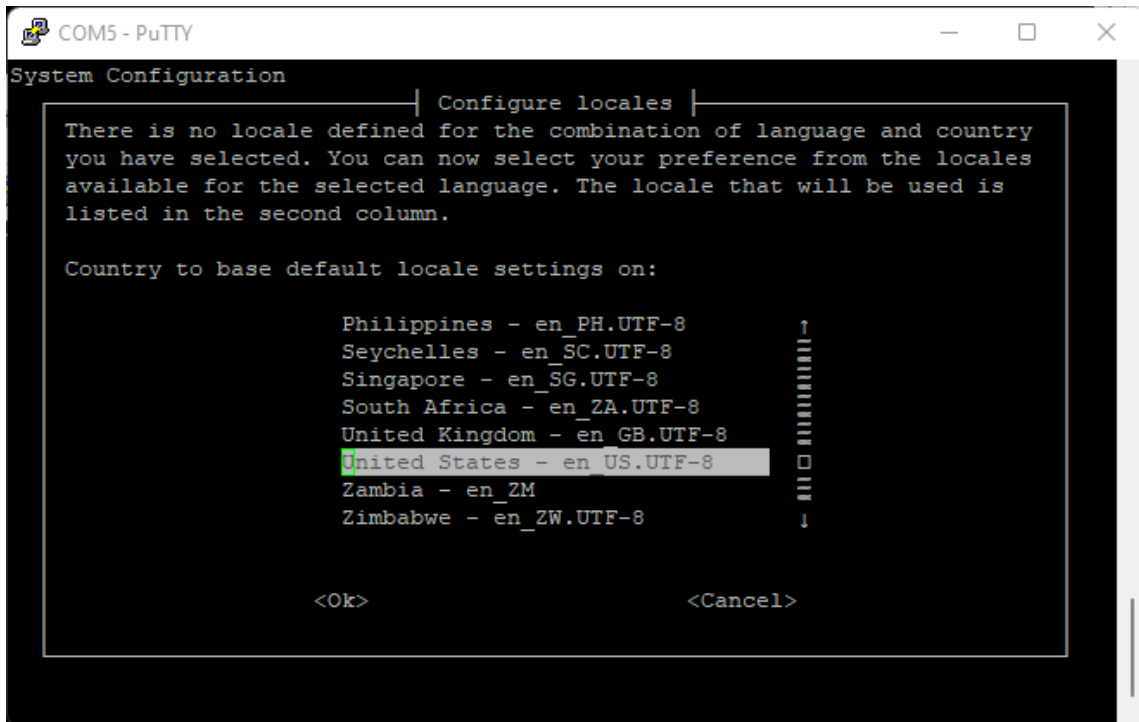 COM5 - PuTTY
System Configuration
Configure locales
There is no locale defined for the combination of language and country
you have selected. You can now select your preference from the locales
available for the selected language. The locale that will be used is
listed in the second column.
Country to base default locale settings on:
Philippines - en_PH.UTF-8
Seychelles - en_SC.UTF-8
Singapore - en_SG.UTF-8
South Africa - en_ZA.UTF-8
United Kingdom - en_GB.UTF-8
United States - en_US.UTF-8
Zambia - en_ZM
Zimbabwe - en_ZW.UTF-8
<Ok> <Cancel>